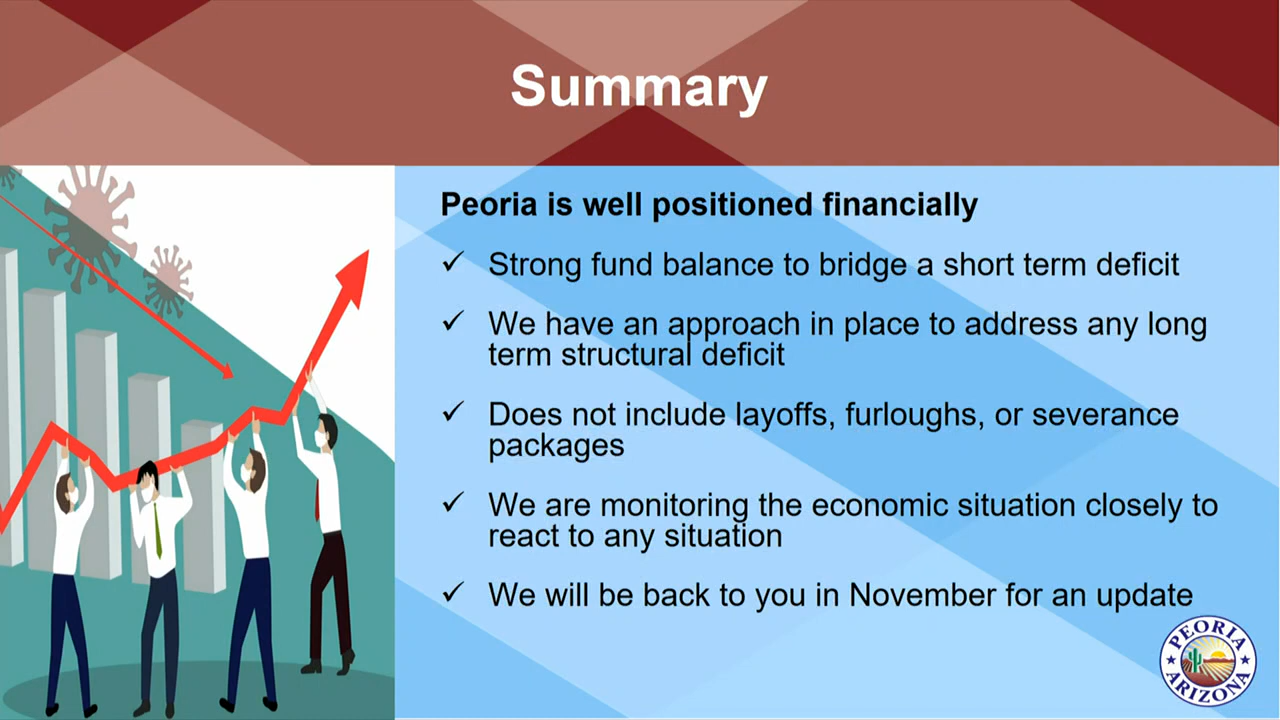 Summary
Peoria is well positioned financially
✓ Strong fund balance to bridge a short term deficit
✓ We have an approach in place to address any long
term structural deficit
✓ Does not include layoffs, furloughs, or severance
packages
✓ We are monitoring the economic situation closely to
react to any situation
✓ We will be back to you in November for an update
PEORIA
ARIZONA